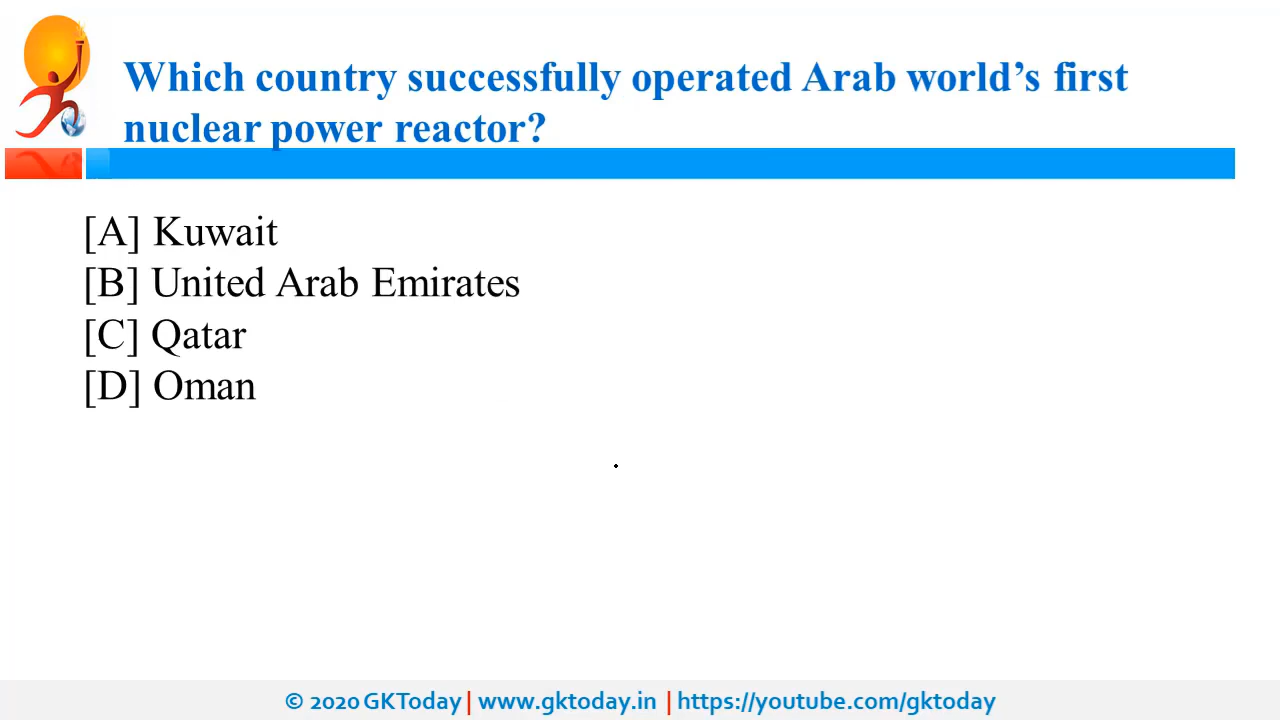 Which country successfully operated Arab world’s first
nuclear power reactor?
[A] Kuwait
[B] United Arab Emirates
[C] Qatar
[D] Oman
© 2020 GKToday | www.gktoday.in | https://youtube.com/gktoday